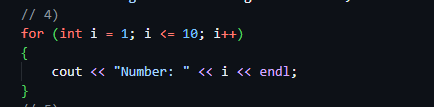 // 4)
for (int i = 1; i <= 10; i++)
{
    cout << "Number: " << i << endl;
}